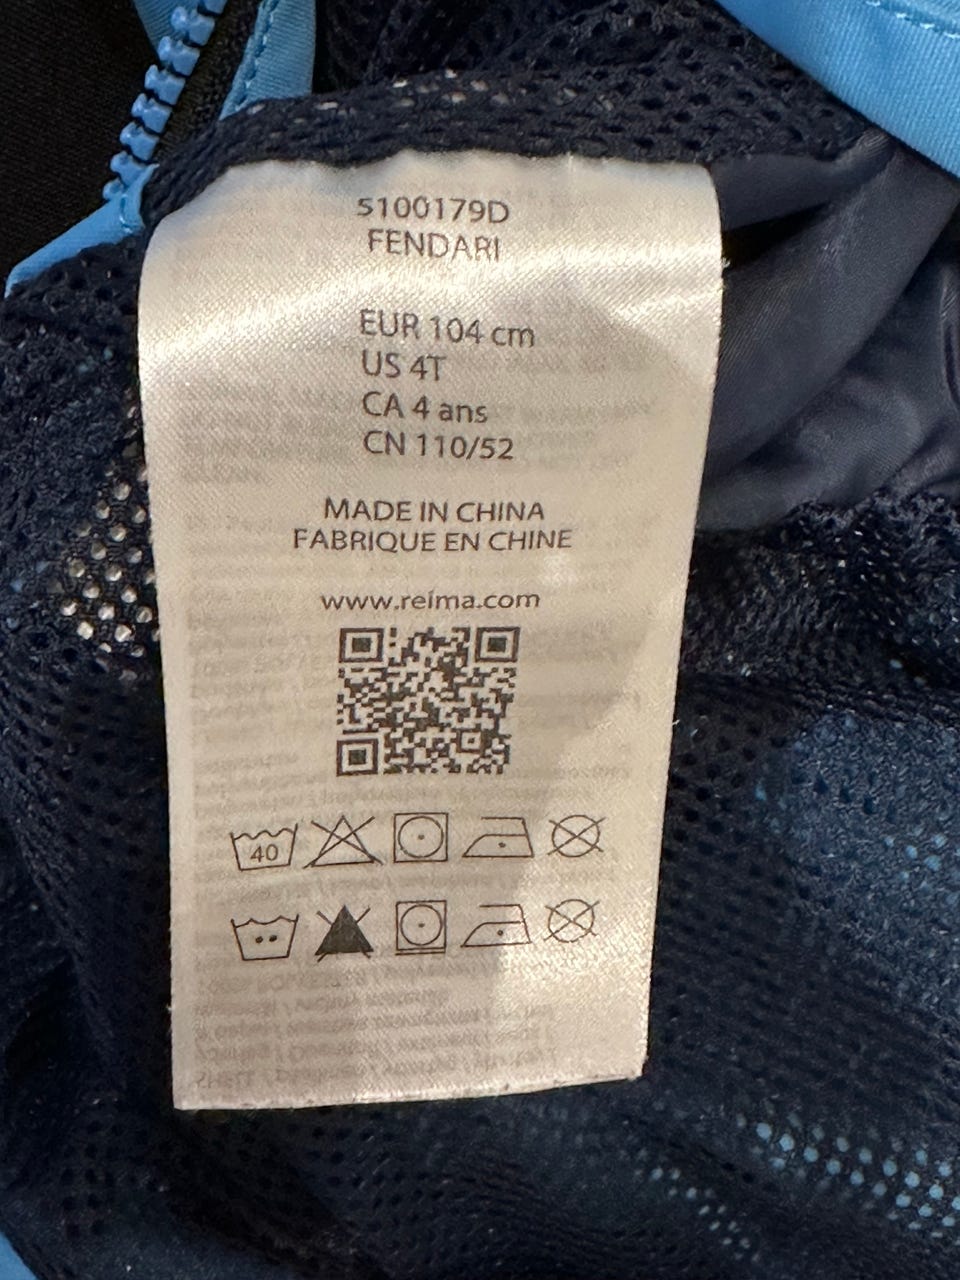 5100179D
FENDARI
EUR 104 cm
US 4T
CA 4 ans
CN 110/52
MADE IN CHINA
FABRIQUE EN CHINE
www.reima.com
40